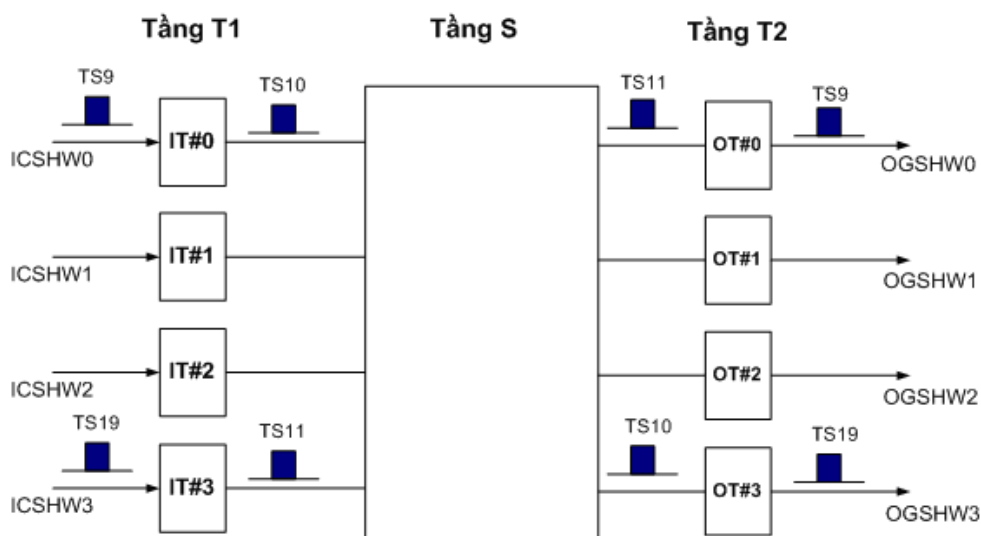 Tầng T1 Tầng S Tầng T2
TS9 TS10 TS11 TS9
ICSHW0 IT#0 OT#0 OGSHW0
ICSHW1 IT#1 OT#1 OGSHW1
ICSHW2 IT#2 OT#2 OGSHW2
TS19 TS11 TS10 TS19
ICSHW3 IT#3 OT#3 OGSHW3